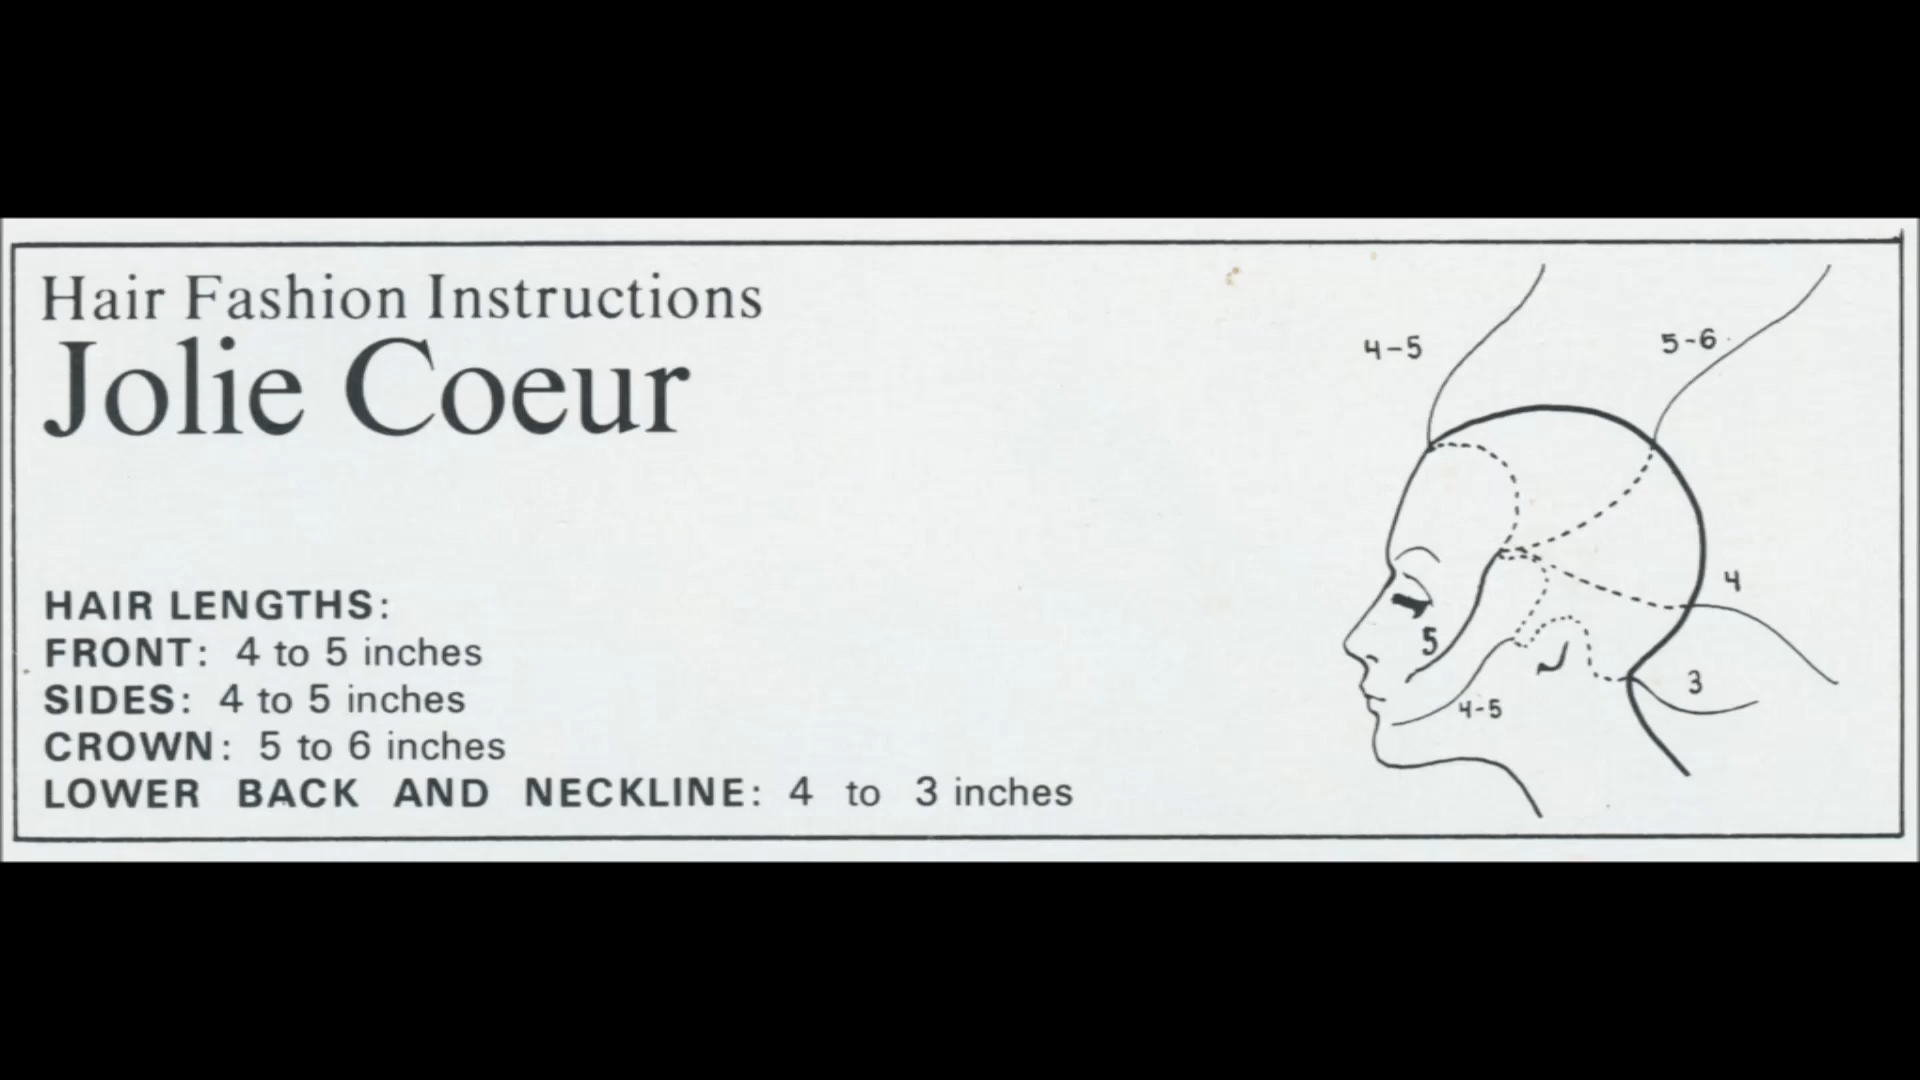 Hair Fashion Instructions
Jolie Coeur
HAIR LENGTHS:
FRONT: 4 to 5 inches
SIDES: 4 to 5 inches
CROWN: 5 to 6 inches
LOWER BACK AND NECKLINE: 4 to 3 inches
4-5
5-6
4
5
3
4-5